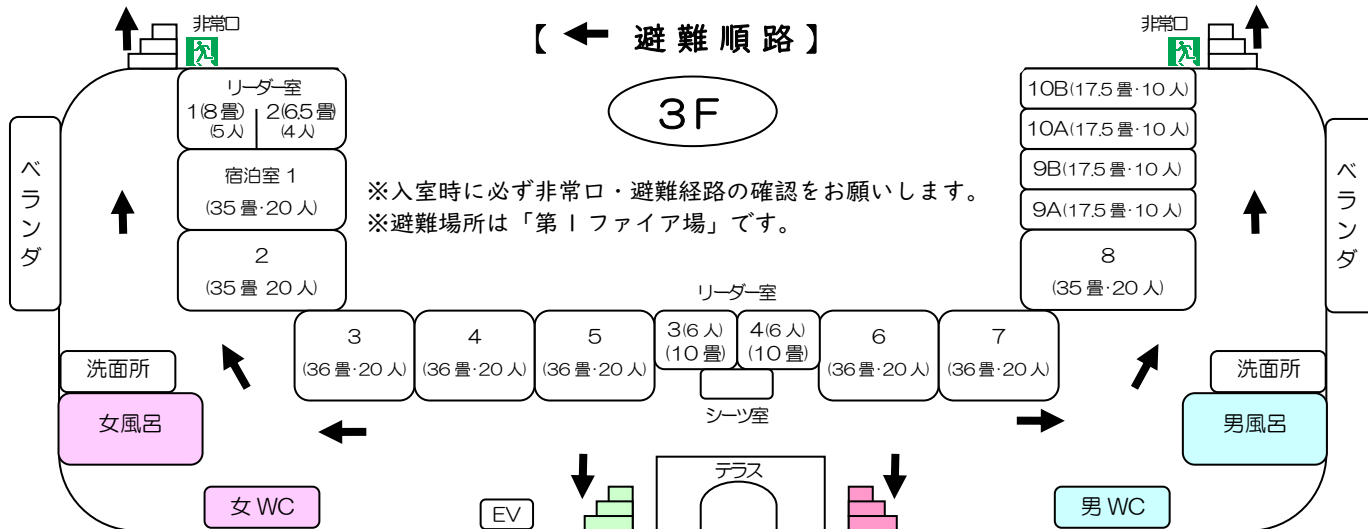 【 避難順路】
非常口
非常口
3F
リーダー室
1(8畳) 2(6.5畳)
(5人) (4人)
宿泊室1
(35畳·20人)
2
(35畳 20人)
10B(17.5畳·10人)
10A(17.5畳·10人)
9B(17.5畳·10人)
9A(17.5畳·10人)
8
(35畳·20人)
ベランダ
ベランダ
※入室時に必ず非常口・避難経路の確認をお願いします。
※避難場所は「第Ⅰファイア場」です。
リーダー室
3
(36畳·20人)
4
(36畳·20人)
5
(36畳·20人)
3(6人)
(10畳)
4(6人)
(10畳)
6
(36畳·20人)
7
(36畳·20人)
シーツ室
洗面所
女風呂
洗面所
男風呂
テラス
女WC
EV
男WC